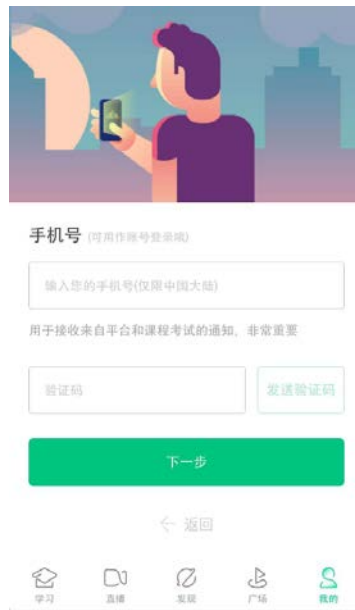 手机号 (可用作账号登录哦)
输入您的手机号(仅限中国大陆)
用于接收来自平台和课程考试的通知，非常重要
验证码 发送验证码
下一步
← 返回
学习 直播 发现 广场 我的